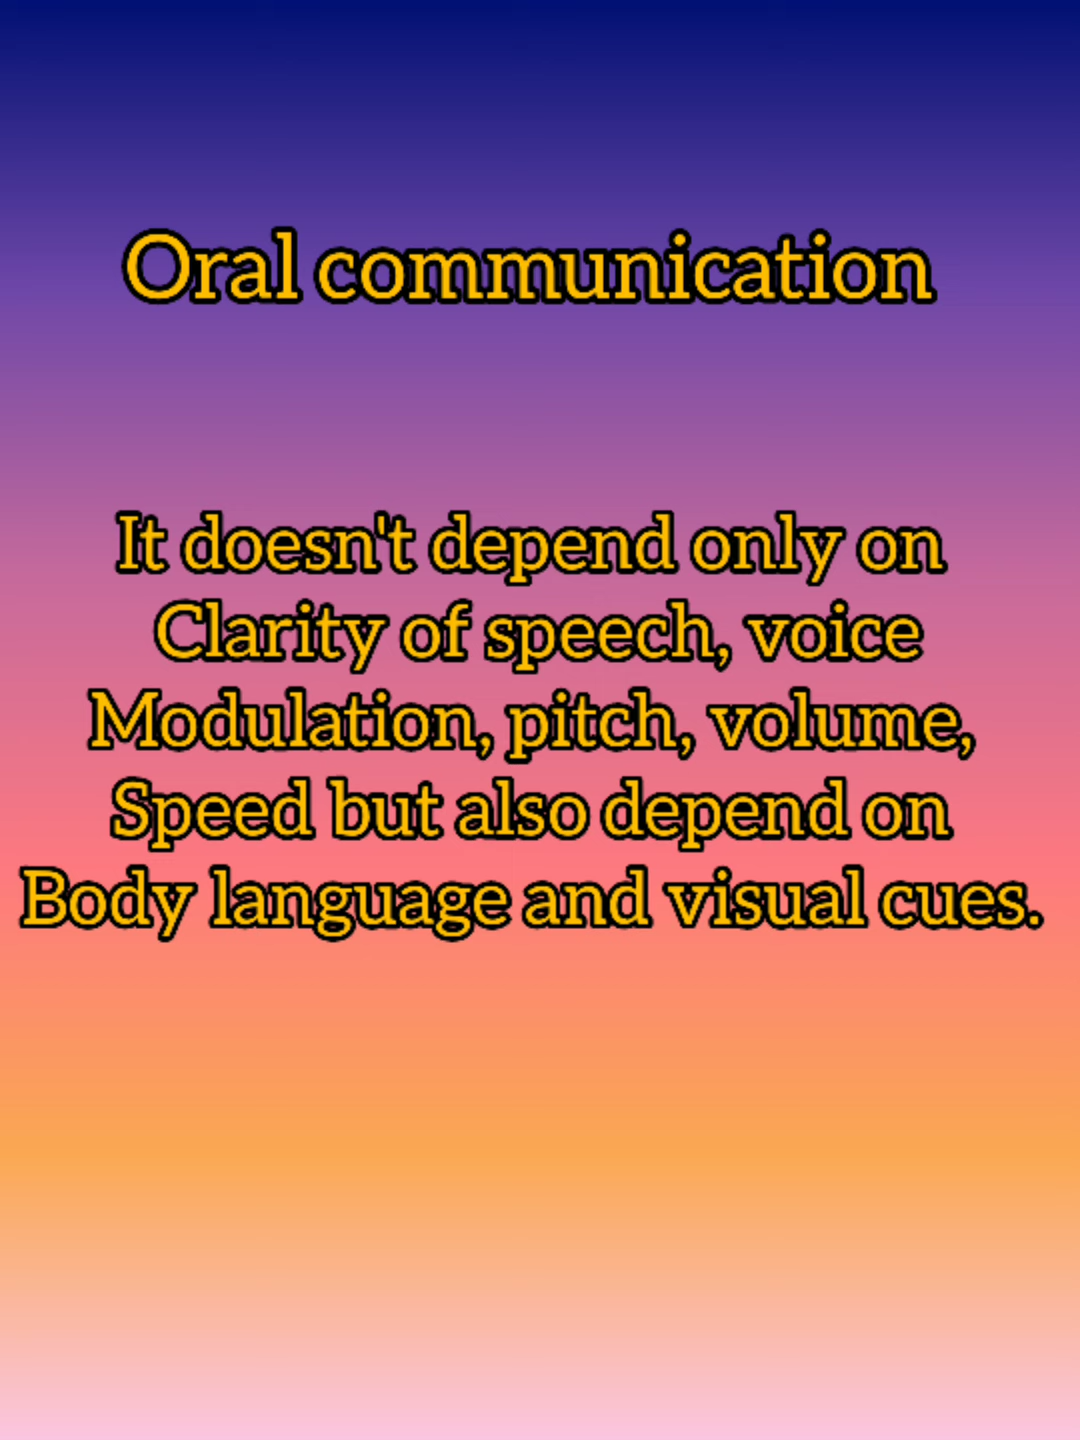 Oral communication
It doesn't depend only on
Clarity of speech, voice
Modulation, pitch, volume,
Speed but also depend on
Body language and visual cues.